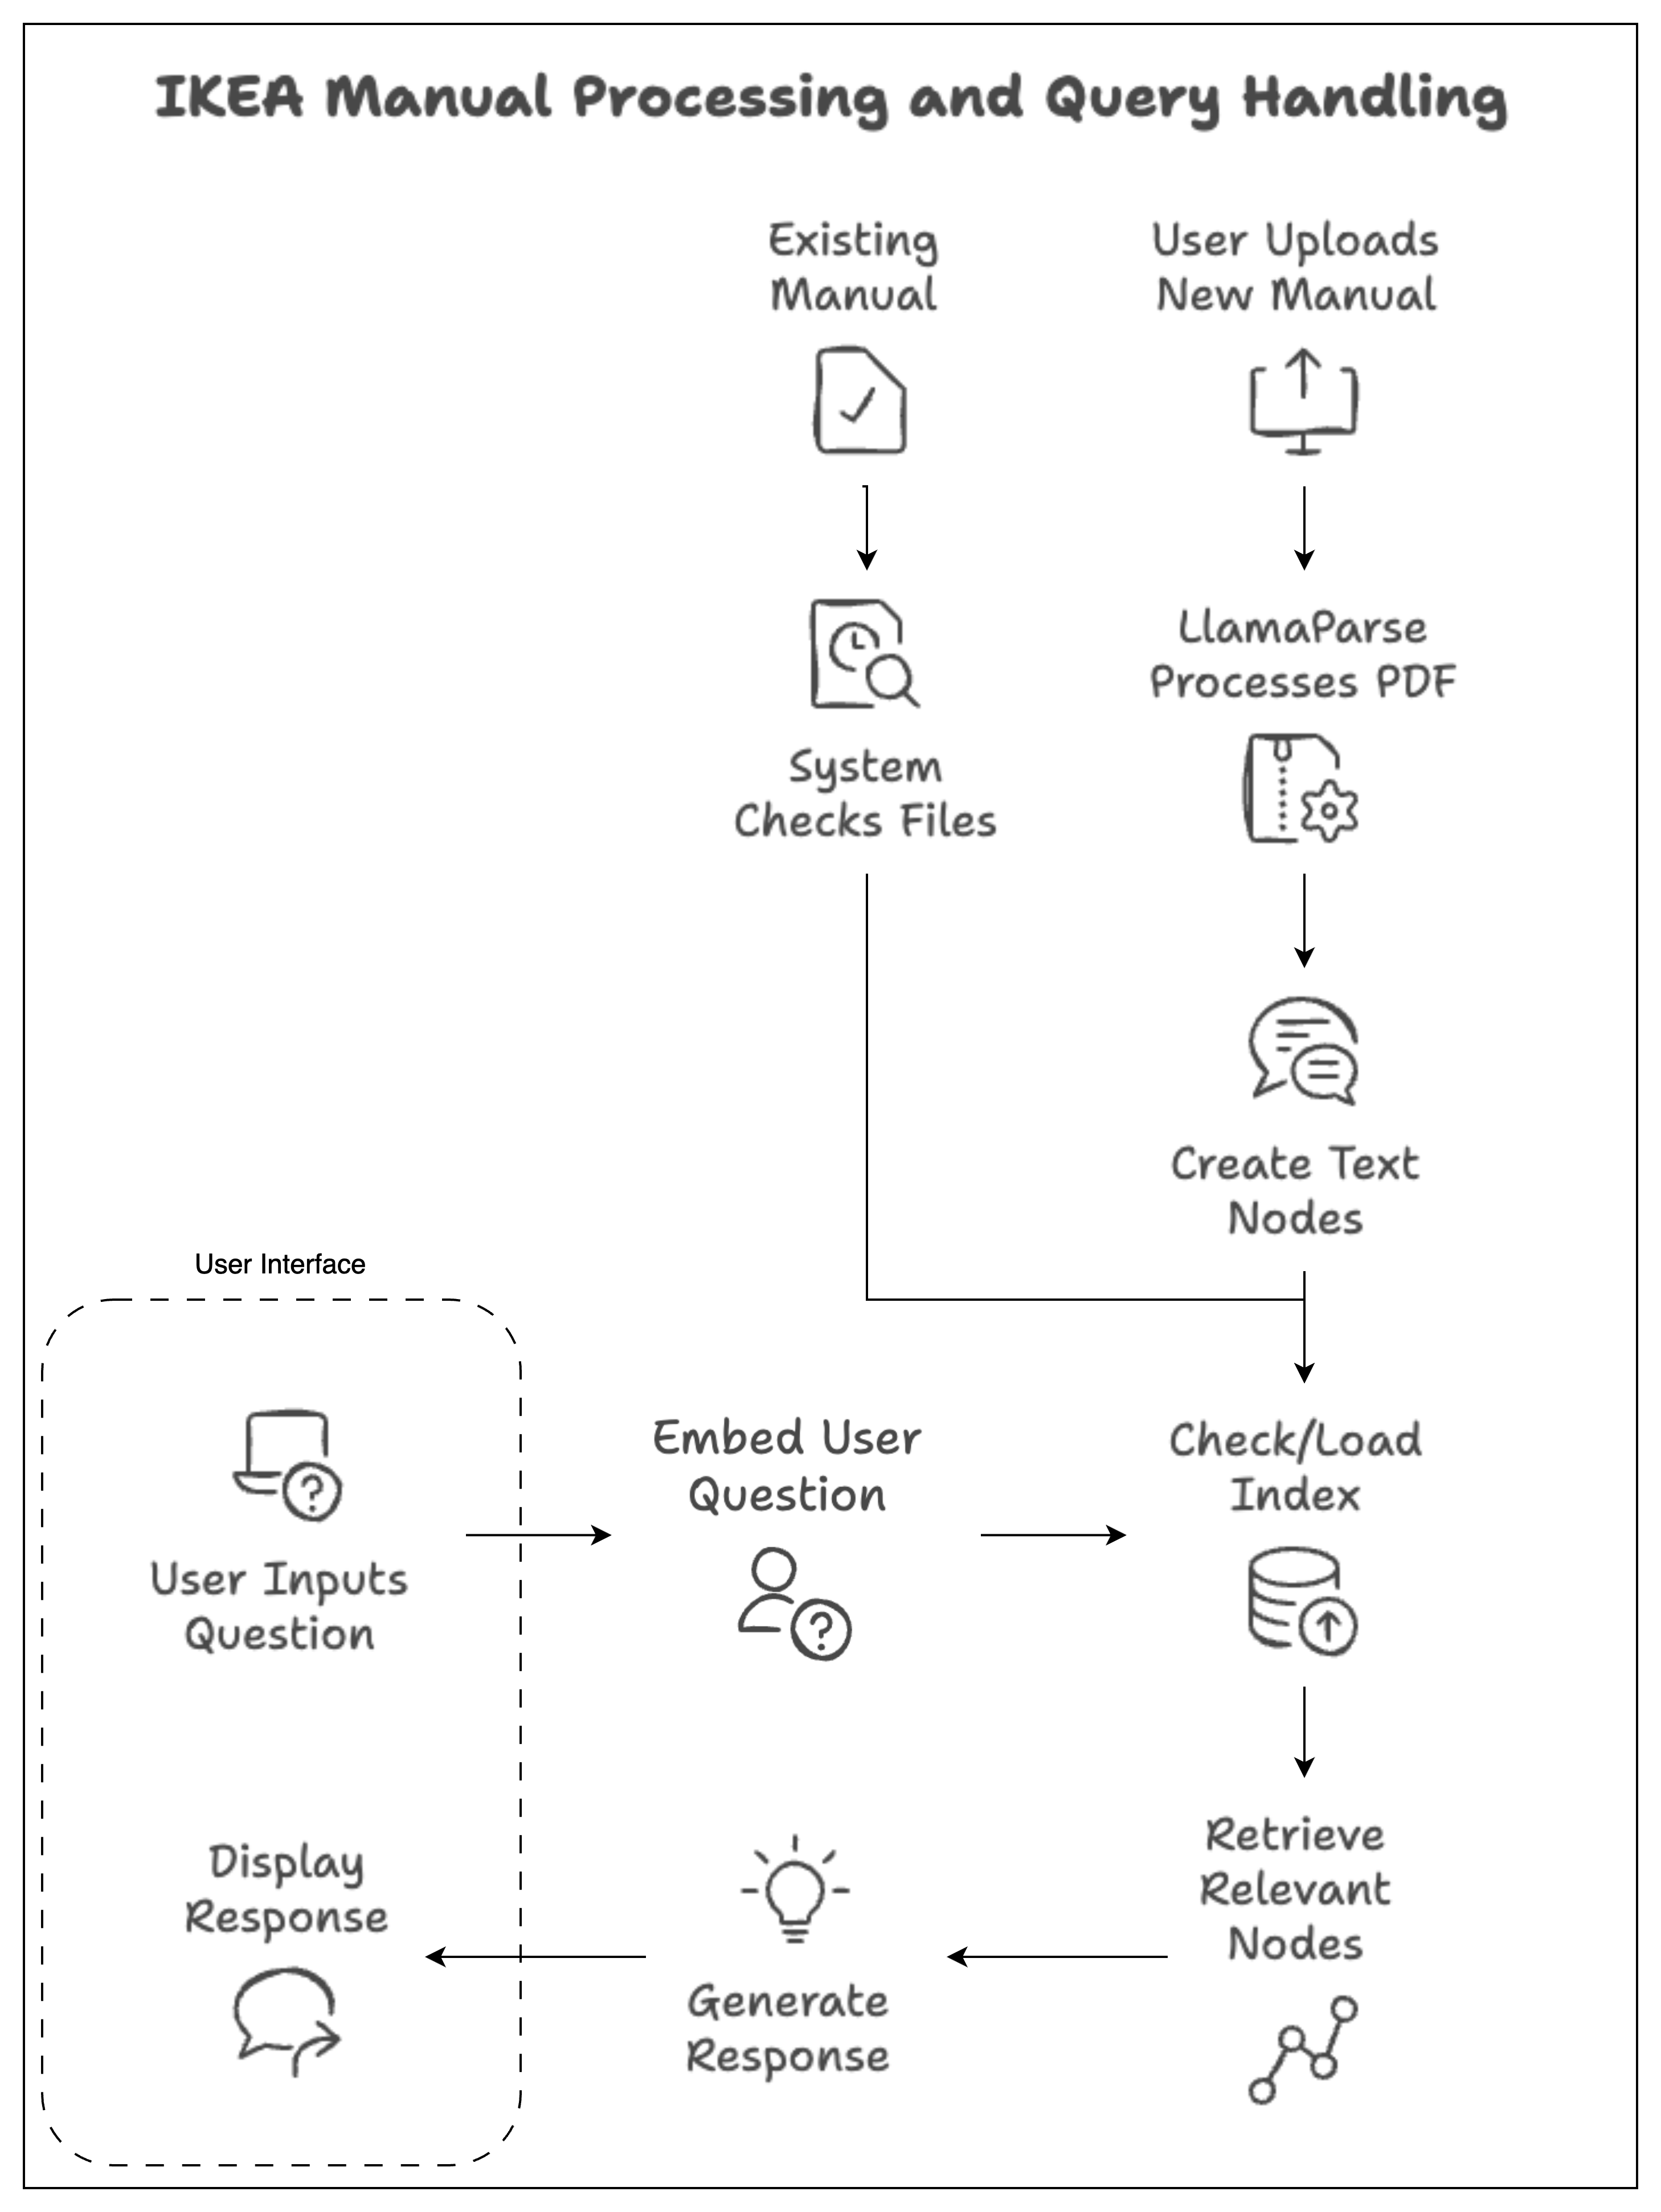 IKEA Manual Processing and Query Handling
Existing
Manual
User Uploads
New Manual
System
Checks Files
LlamaParse
Processes PDF
Create Text
Nodes
User Interface
User Inputs
Question
Embed User
Question
Check/Load
Index
Display
Response
Generate
Response
Retrieve
Relevant
Nodes